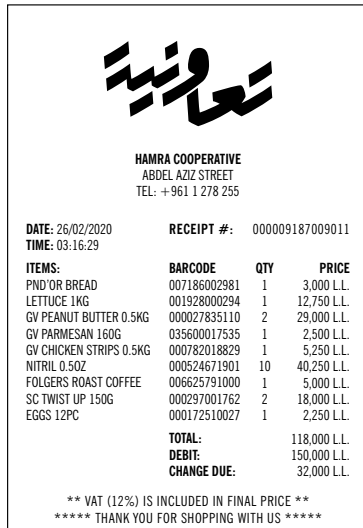 تعاونية
HAMRA COOPERATIVE
ABDEL AZIZ STREET
TEL: +961 1 278 255
DATE: 26/02/2020 RECEIPT #: 000009187009011
TIME: 03:16:29
ITEMS: BARCODE QTY PRICE
PND'OR BREAD 007186002981 1 3,000 L.L.
LETTUCE 1KG 001928000294 1 12,750 L.L.
GV PEANUT BUTTER 0.5KG 000027835110 2 29,000 L.L.
GV PARMESAN 160G 035600017535 1 2,500 L.L.
GV CHICKEN STRIPS 0.5KG 000782018829 1 5,250 L.L.
NITRIL 0.5OZ 000524671901 10 40,250 L.L.
FOLGERS ROAST COFFEE 006625791000 1 5,000 L.L.
SC TWIST UP 150G 000297001762 2 18,000 L.L.
EGGS 12PC 000172510027 1 2,250 L.L.
TOTAL: 118,000 L.L.
DEBIT: 150,000 L.L.
CHANGE DUE: 32,000 L.L.
** VAT (12%) IS INCLUDED IN FINAL PRICE **
***** THANK YOU FOR SHOPPING WITH US *****